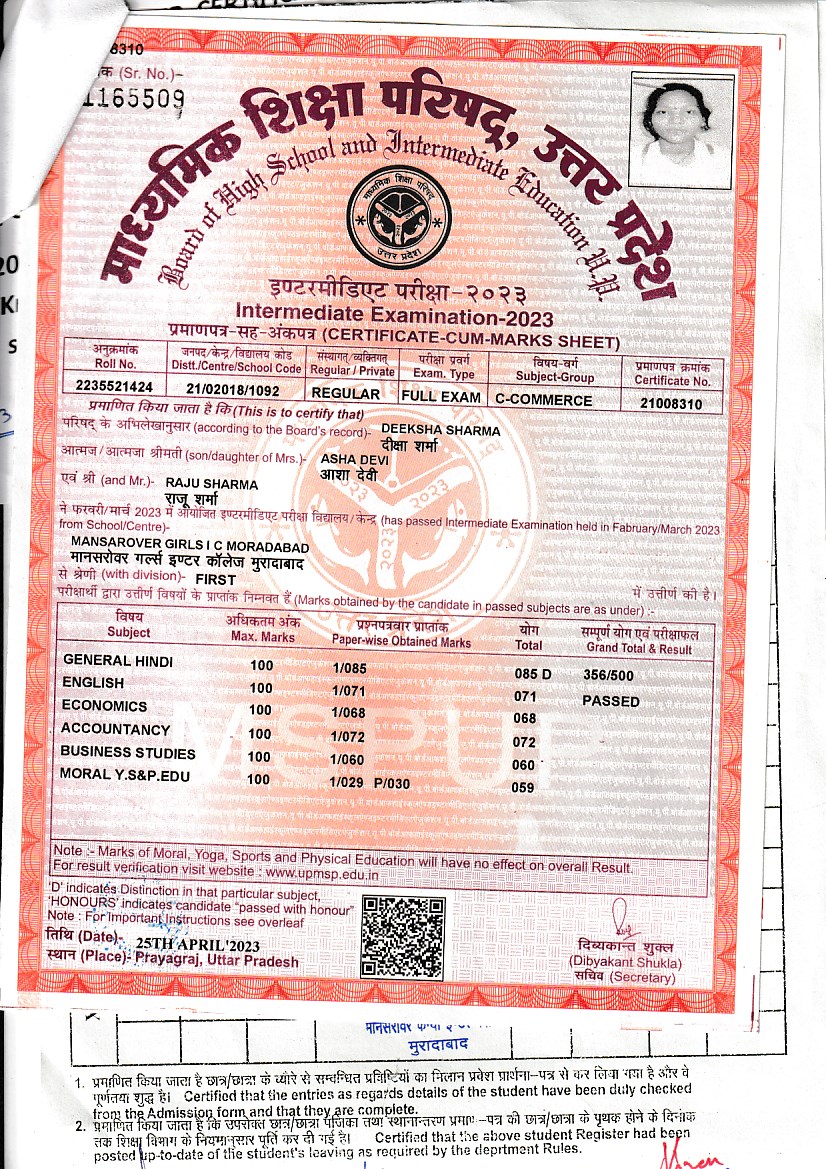 8310
क (Sr. No.)-
1165509
माध्यमिक शिक्षा परिषद्, उत्तर प्रदेश
Board of High School and Intermediate Education U.P.
माध्यमिक शिक्षा परिषद
उत्तर प्रदेश
इण्टरमीडिएट परीक्षा-२०२३
Intermediate Examination-2023
प्रमाणपत्र-सह-अंकपत्र (CERTIFICATE-CUM-MARKS SHEET)
अनुक्रमांक जनपद/केन्द्र/विद्यालय कोड संस्थागत/व्यक्तिगत परीक्षा प्रवर्ग विषय-वर्ग प्रमाणपत्र क्रमांक
Roll No. Distt./Centre/School Code Regular / Private Exam. Type Subject-Group Certificate No.
2235521424 21/02018/1092 REGULAR FULL EXAM C-COMMERCE 21008310
प्रमाणित किया जाता है कि (This is to certify that)
परिषद् के अभिलेखानुसार (according to the Board's record)- DEEKSHA SHARMA
दीक्षा शर्मा
आत्मज/आत्मजा श्रीमती (son/daughter of Mrs.)- ASHA DEVI
आशा देवी
एवं श्री (and Mr.)- RAJU SHARMA
राजू शर्मा
ने फरवरी/मार्च 2023 में आयोजित इण्टरमीडिएट परीक्षा विद्यालय/केन्द्र (has passed Intermediate Examination held in Fabruary/March 2023
from School/Centre)-
MANSAROVER GIRLS I C MORADABAD
मानसरोवर गर्ल्स इण्टर कॉलेज मुरादाबाद
से श्रेणी (with division)- FIRST में उत्तीर्ण की है।
परीक्षार्थी द्वारा उत्तीर्ण विषयों के प्राप्तांक निम्नवत हैं (Marks obtained by the candidate in passed subjects are as under) :-
विषय अधिकतम अंक प्रश्नपत्रवार प्राप्तांक योग सम्पूर्ण योग एवं परीक्षाफल
Subject Max. Marks Paper-wise Obtained Marks Total Grand Total & Result
GENERAL HINDI 100 1/085 085 D 356/500
ENGLISH 100 1/071 071 PASSED
ECONOMICS 100 1/068 068
ACCOUNTANCY 100 1/072 072
BUSINESS STUDIES 100 1/060 060
MORAL Y.S&P.EDU 100 1/029 P/030 059
MSPUP
Note :- Marks of Moral, Yoga, Sports and Physical Education will have no effect on overall Result.
For result verification visit website : www.upmsp.edu.in
'D' indicates Distinction in that particular subject,
'HONOURS' indicates candidate "passed with honour"
Note : For Important Instructions see overleaf
तिथि (Date)- 25TH APRIL'2023
स्थान (Place)- Prayagraj, Uttar Pradesh
दिव्यकान्त शुक्ल
(Dibyakant Shukla)
सचिव (Secretary)
मुरादाबाद
1. प्रमाणित किया जाता है छात्र/छात्रा के ब्यौरे से सम्बन्धित प्रविष्टियों का मिलान प्रवेश प्रार्थना-पत्र से कर लिया गया है और वे
पूर्णतया शुद्ध है। Certified that the entries as regards details of the student have been duly checked
from the Admission form and that they are complete.
2. प्रमाणित किया जाता है कि उपरोक्त छात्र/छात्रा पंजिका तथा स्थानान्तरण प्रमाण-पत्र की छात्र/छात्रा के पृथक होने के दिनांक
तक शिक्षा विभाग के नियमानुसार पूर्ति कर दी गई है। Certified that the above student Register had been
posted up-to-date of the student's leaving as required by the deprtment Rules.